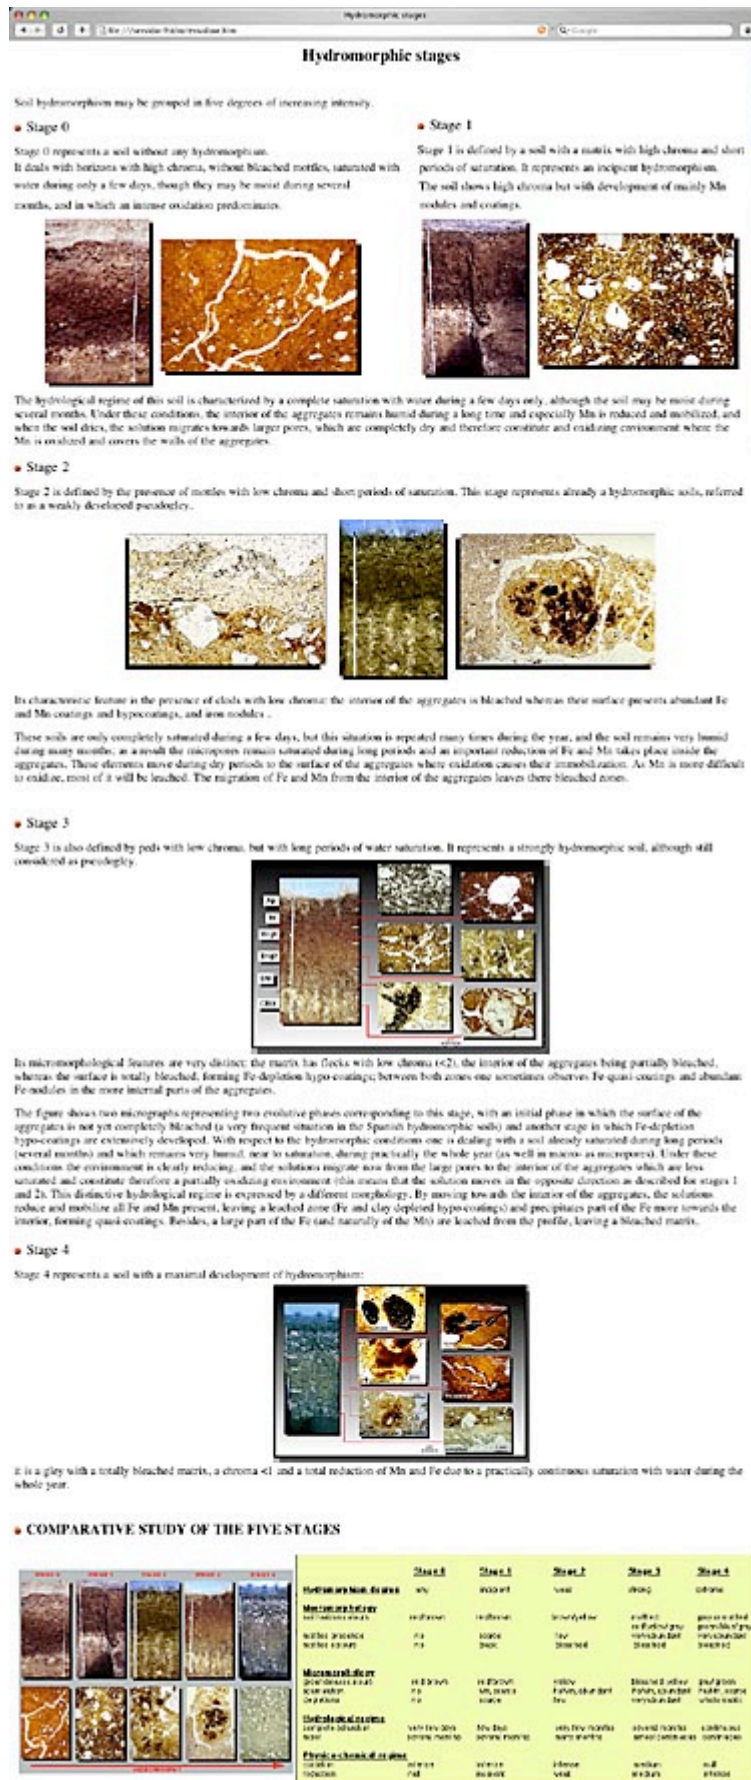 Hydromorphic stages
Hydromorphic stages
Soil hydromorphism may be grouped in five degrees of increasing intensity.
Stage 0
Stage 0 represents a soil without any hydromorphism.
It deals with horizons with high chroma, without bleached mottles, saturated with
water during only a few days, though they may be moist during several
months, and in which an intense oxidation predominates.
Stage 1
Stage 1 is defined by a soil with a matrix with high chroma and short
periods of saturation. It represents an incipient hydromorphism.
The soil shows high chroma but with development of mainly Mn
nodules and coatings.
The hydrological regime of this soil is characterized by a complete saturation with water during a few days only, although the soil may be moist during
several months. Under these conditions, the interior of the aggregates remains humid during a long time and especially Mn is reduced and mobilized, and
when the soil dries, the solution migrates towards larger pores, which are completely dry and therefore constitute and oxidizing environment where the
Mn is oxidized and covers the walls of the aggregates.
Stage 2
Stage 2 is defined by the presence of mottles with low chroma and short periods of saturation. This stage represents already a hydromorphic soils, referred
to as a weakly developed pseudogley.
Its characteristic feature is the presence of clods with low chroma: the interior of the aggregates is bleached whereas their surface presents abundant Fe
and Mn coatings and hypocoatings, and iron nodules ..
These soils are only completely saturated during a few days, but this situation is repeated many times during the year, and the soil remains very humid
during many months; as a result the micropores remain saturated during long periods and an important reduction of Fe and Mn takes place inside the
aggregates. These elements move during dry periods to the surface of the aggregates where oxidation causes their immobilization. As Mn is more difficult
to oxidize, most of it will be leached. The migration of Fe and Mn from the interior of the aggregates leaves there bleached zones.
Stage 3
Stage 3 is also defined by peds with low chroma, but with long periods of water saturation. It represents a strongly hydromorphic soil, although still
considered as pseudogley.
Its micromorphological features are very distinct: the matrix has flecks with low chroma (<2), the interior of the aggregates being partially bleached,
whereas the surface is totally bleached, forming Fe-depletion hypo-coatings; between both zones one sometimes observes Fe-quasi-coatings and abundant
Fe-nodules in the more internal parts of the aggregates.
The figure shows two micrographs representing two evolutive phases corresponding to this stage, with an initial phase in which the surface of the
aggregates is not yet completely bleached (a very frequent situation in the Spanish hydromorphic soils) and another stage in which Fe-depletion
hypo-coatings are extensively developed. With respect to the hydromorphic conditions one is dealing with a soil already saturated during long periods
(several months) and which remains very humid, near to saturation, during practically the whole year (as well in macro- as micropores). Under these
conditions the environment is clearly reducing, and the solutions migrate now from the large pores to the interior of the aggregates which are less
saturated and constitute therefore a partially oxidizing environment (this means that the solution moves in the opposite direction as described for stages 1
and 2). This distinctive hydrological regime is expressed by a different morphology. By moving towards the interior of the aggregates, the solutions
reduce and mobilize all Fe and Mn present, leaving a leached zone (Fe and clay depleted hypo-coatings) and precipitates part of the Fe more towards the
interior, forming quasi-coatings. Besides, a large part of the Fe (and naturally of the Mn) are leached from the profile, leaving a bleached matrix.
Stage 4
Stage 4 represents a soil with a maximal development of hydromorphism:
it is a gley with a totally bleached matrix, a chroma <1 and a total reduction of Mn and Fe due to a practically continuous saturation with water during the
whole year.
COMPARATIVE STUDY OF THE FIVE STAGES
Stage 0 Stage 1 Stage 2 Stage 3 Stage 4
Hydromorphism degree incipient weak strong extreme
Macromorphology
Micromorphology
Hydrological regime
very few days few days very few months several months continuous
Physico-chemical regime
intense intense intense medium null